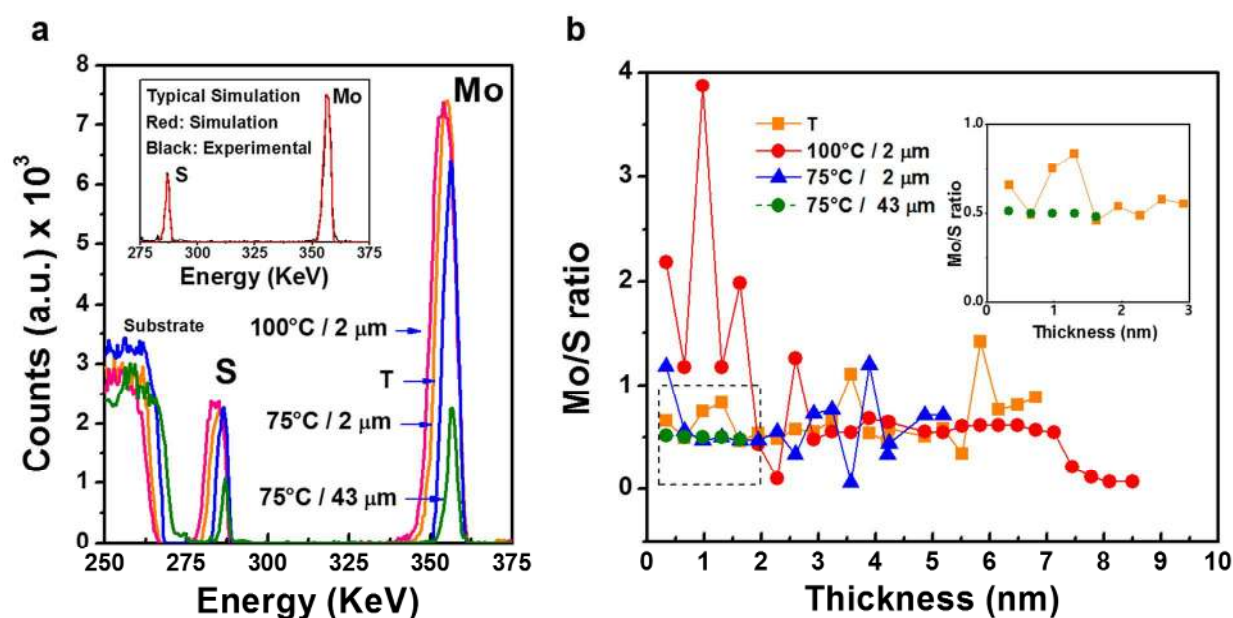 a
8
7
6
5
4
3
2
1
0
Counts (a.u.) x 10³
250
275
300
325
350
375
Energy (KeV)
Typical Simulation
Red: Simulation
Black: Experimental
S
Mo
275
300
325
350
375
Energy (KeV)
Mo
Substrate
S
100°C / 2 μm
T
75°C / 2 μm
75°C / 43 μm
b
4
3
2
1
0
Mo/S ratio
0
1
2
3
4
5
6
7
8
9
10
Thickness (nm)
T
100°C / 2 μm
75°C / 2 μm
75°C / 43 μm
1.0
0.5
0.0
Mo/S ratio
0
1
2
3
Thickness (nm)